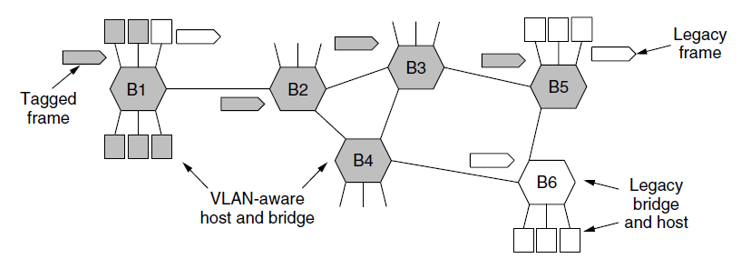 Legacy
frame
B3
B1
B2
B5
Tagged
frame
B4
B6
VLAN-aware
host and bridge
Legacy
bridge
and host